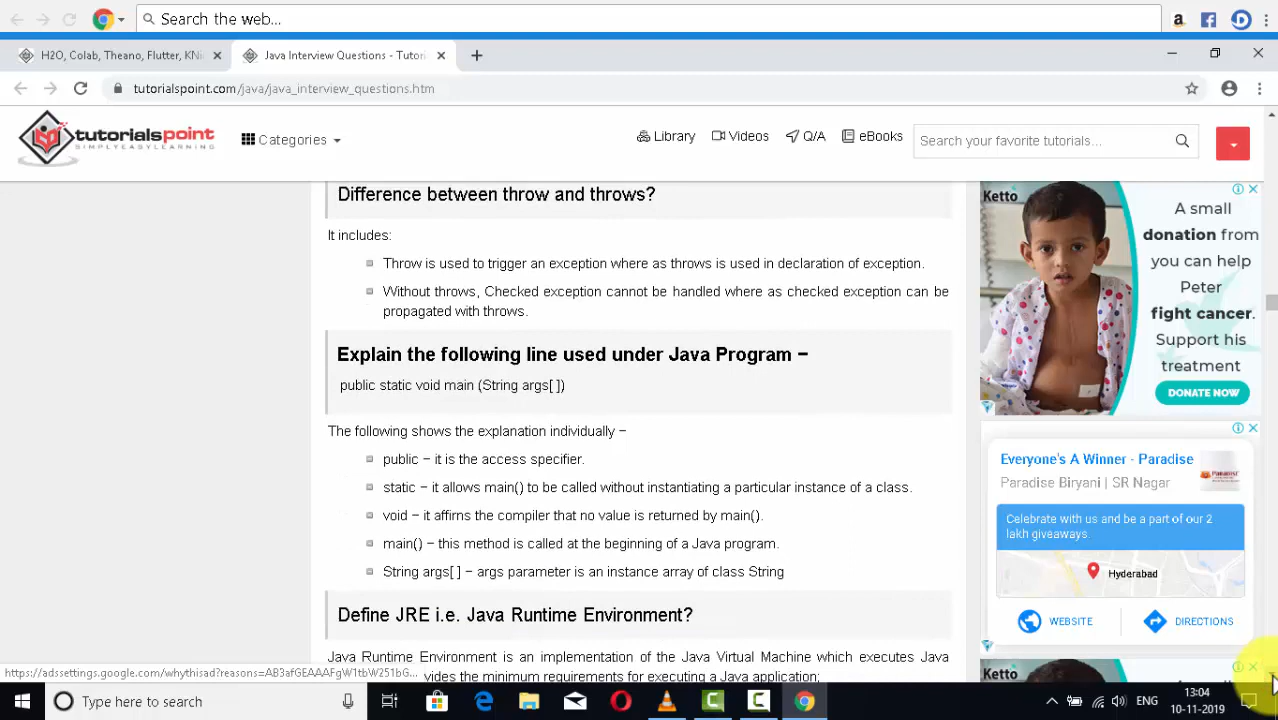 Search the web...
a
H2O, Colab, Theano, Flutter, KNi
Java Interview Questions - Tutori
tutorialspoint.com/java/java_interview_questions.htm
tutorialspoint
SIMPLYEASYLEARNING
Categories
Library
Videos
Q/A
eBooks
Search your favorite tutorials...
Difference between throw and throws?
It includes:
Throw is used to trigger an exception where as throws is used in declaration of exception.
Without throws, Checked exception cannot be handled where as checked exception can be
propagated with throws.
Explain the following line used under Java Program −
public static void main (String args[ ])
The following shows the explanation individually −
public − it is the access specifier.
static − it allows main() to be called without instantiating a particular instance of a class.
void − it affirns the compiler that no value is returned by main().
main() − this method is called at the beginning of a Java program.
String args[ ] − args parameter is an instance array of class String
Define JRE i.e. Java Runtime Environment?
Java Runtime Environment is an implementation of the Java Virtual Machine which executes Java
vides the minimum requirements for executing a Java application;
Ketto
A small
donation from
you can help
Peter
fight cancer.
Support his
treatment
DONATE NOW
Everyone's A Winner - Paradise
Paradise Biryani | SR Nagar
Celebrate with us and be a part of our 2
lakh giveaways.
Hyderabad
WEBSITE
DIRECTIONS
Ketto
https://adssettings.google.com/whythisad?reasons=AB3afGEAAAFgW1tbW251bG...
Type here to search
ENG
13:04
10-11-2019